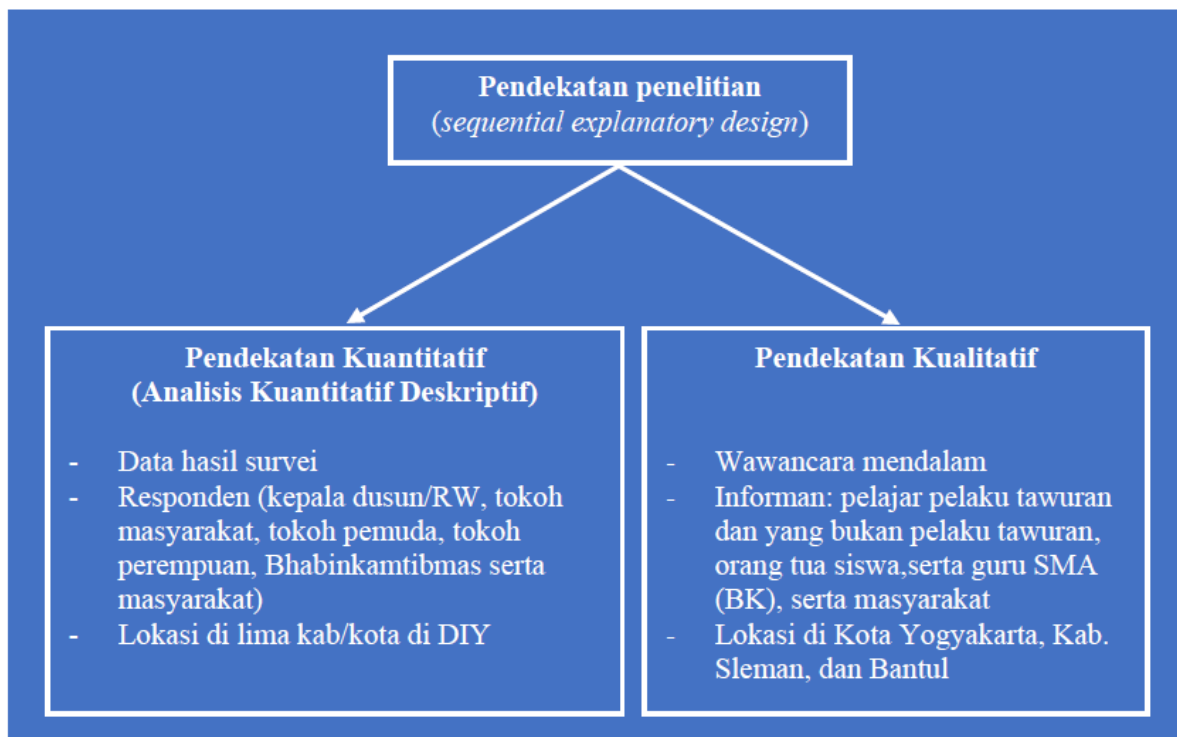 Pendekatan penelitian
(sequential explanatory design)
Pendekatan Kuantitatif
(Analisis Kuantitatif Deskriptif)
- Data hasil survei
- Responden (kepala dusun/RW, tokoh
masyarakat, tokoh pemuda, tokoh
perempuan, Bhabinkamtibmas serta
masyarakat)
- Lokasi di lima kab/kota di DIY
Pendekatan Kualitatif
- Wawancara mendalam
- Informan: pelajar pelaku tawuran
dan yang bukan pelaku tawuran,
orang tua siswa,serta guru SMA
(BK), serta masyarakat
- Lokasi di Kota Yogyakarta, Kab.
Sleman, dan Bantul